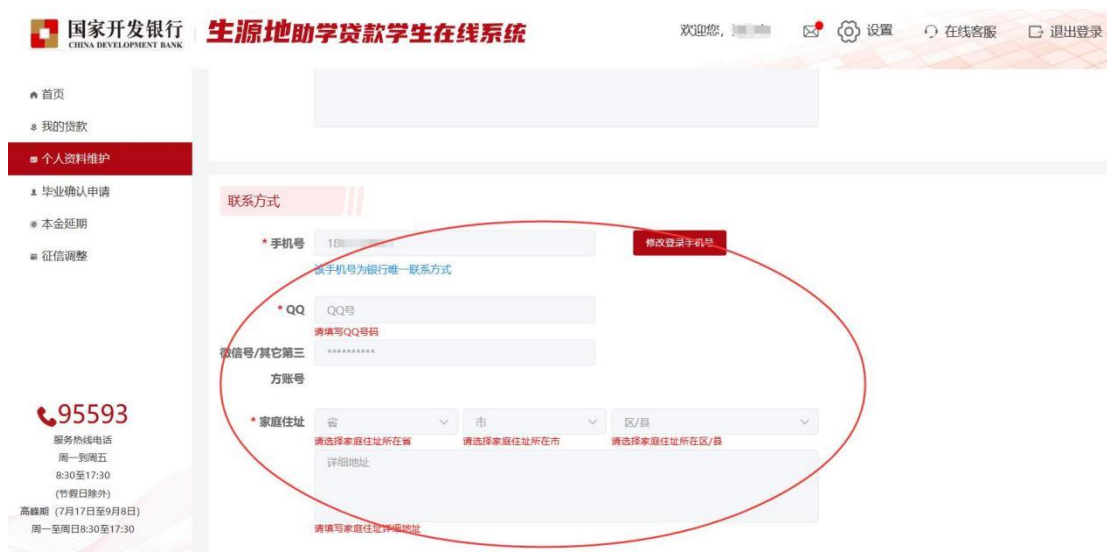 国家开发银行
CHINA DEVELOPMENT BANK
生源地助学贷款学生在线系统
欢迎您,
设置
在线客服
退出登录
首页
我的贷款
个人资料维护
毕业确认申请
本金延期
征信调整
95593
服务热线电话
周一到周五
8:30至17:30
(节假日除外)
高峰期 (7月17日至9月8日)
周一至周日8:30至17:30
联系方式
* 手机号
18
修改登录手机号
该手机号为银行唯一联系方式
* QQ
QQ号
请填写QQ号码
微信号/其它第三
方账号
**********
* 家庭住址
省
市
区/县
请选择家庭住址所在省
请选择家庭住址所在市
请选择家庭住址所在区/县
详细地址
请填写家庭住址详细地址